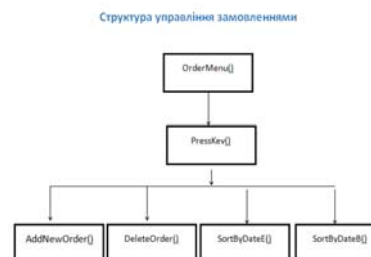 Структура управління замовленнями
OrderMenu()
PressKey()
AddNewOrder()
DeleteOrder()
SortByDateE()
SortByDateB()